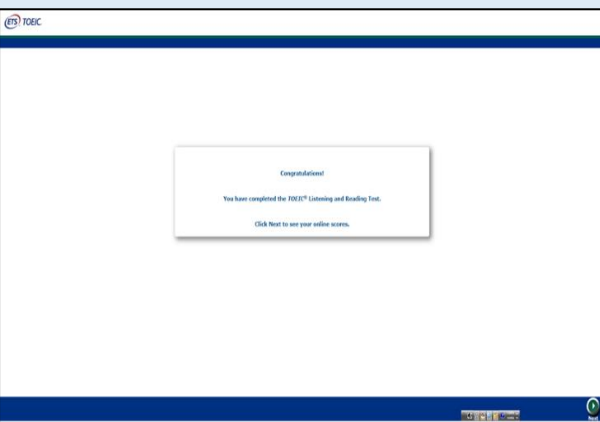 ETS TOEIC.
Congratulations!
You have completed the TOEIC® Listening and Reading Test.
Click Next to see your online scores.
Next